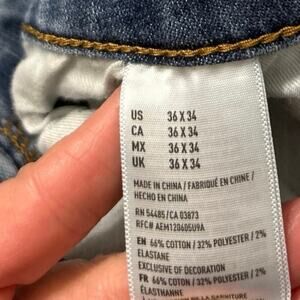 US 36 X 34
CA 36 X 34
MX 36 X 34
UK 36 X 34
MADE IN CHINA / FABRIQUÉ EN CHINE /
HECHO EN CHINA
RN 54485/CA 03873
RFC# AEM120605U9A
EN 66% COTTON / 32% POLYESTER / 2%
ELASTANE
EXCLUSIVE OF DECORATION
FR 66% COTON / 32% POLYESTER / 2%
ÉLASTHANNE